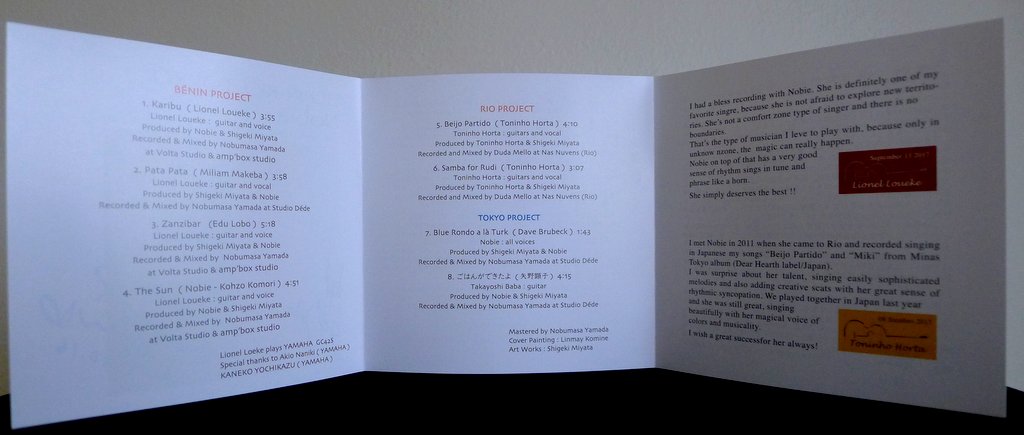 BÉNIN PROJECT
1. Karibu ( Lionel Loueke ) 3:55
Lionel Loueke : guitar and voice
Produced by Nobie & Shigeki Miyata
Recorded & Mixed by Nobumasa Yamada
at Volta Studio & amp'box studio
2. Pata Pata ( Miliam Makeba ) 3:58
Lionel Loueke : guitar and vocal
Produced by Shigeki Miyata & Nobie
Recorded & Mixed by Nobumasa Yamada at Studio Dëde
3. Zanzibar (Edu Lobo ) 5:18
Lionel Loueke : guitar and voice
Produced by Shigeki Miyata & Nobie
Recorded & Mixed by Nobumasa Yamada
at Volta Studio & amp'box studio
4. The Sun ( Nobie - Kohzo Komori ) 4:51
Lionel Loueke : guitar and voice
Produced by Nobie & Shigeki Miyata
Recorded & Mixed by Nobumasa Yamada
at Volta Studio & amp'box studio
Lionel Loeke plays YAMAHA GC42S
Special thanks to Akio Naniki ( YAMAHA )
KANEKO YOCHIKAZU ( YAMAHA )
RIO PROJECT
5. Beijo Partido ( Toninho Horta ) 4:10
Toninho Horta : guitars and vocal
Produced by Toninho Horta & Shigeki Miyata
Recorded and Mixed by Duda Mello at Nas Nuvens (Rio)
6. Samba for Rudi ( Toninho Horta ) 3:07
Toninho Horta : guitars and vocal
Produced by Toninho Horta & Shigeki Miyata
Recorded and Mixed by Duda Mello at Nas Nuvens (Rio)
TOKYO PROJECT
7. Blue Rondo a là Turk ( Dave Brubeck ) 1:43
Nobie : all voices
Produced by Shigeki Miyata & Nobie
Recorded & Mixed by Nobumasa Yamada at Studio Dëde
8. ごはんができたよ ( 矢野顕子 ) 4:15
Takayoshi Baba : guitar
Produced by Nobie & Shigeki Miyata
Recorded & Mixed by Nobumasa Yamada at Studio Dëde
Mastered by Nobumasa Yamada
Cover Painting : Linmay Komine
Art Works : Shigeki Miyata
I had a bless recording with Nobie. She is definitely one of my
favorite singre, because she is not afraid to explore new territo-
ries. She's not a comfort zone type of singer and there is no
boundaries.
That's the type of musician I leve to play with, because only in
unknow nzone, the magic can really happen.
Nobie on top of that has a very good
sense of rhythm sings in tune and
phrase like a horn.
She simply deserves the best !!
September 13 2017
Lionel Loueke
I met Nobie in 2011 when she came to Rio and recorded singing
in Japanese my songs "Beijo Partido" and "Miki" from Minas
Tokyo album (Dear Hearth label/Japan).
I was surprise about her talent, singing easily sophisticated
melodies and also adding creative scats with her great sense of
rhythmic syncopation. We played together in Japan last year
and she was still great, singing
beautifully with her magical voice of
colors and musicality.
I wish a great successfor her always!
2017
Toninho Horta